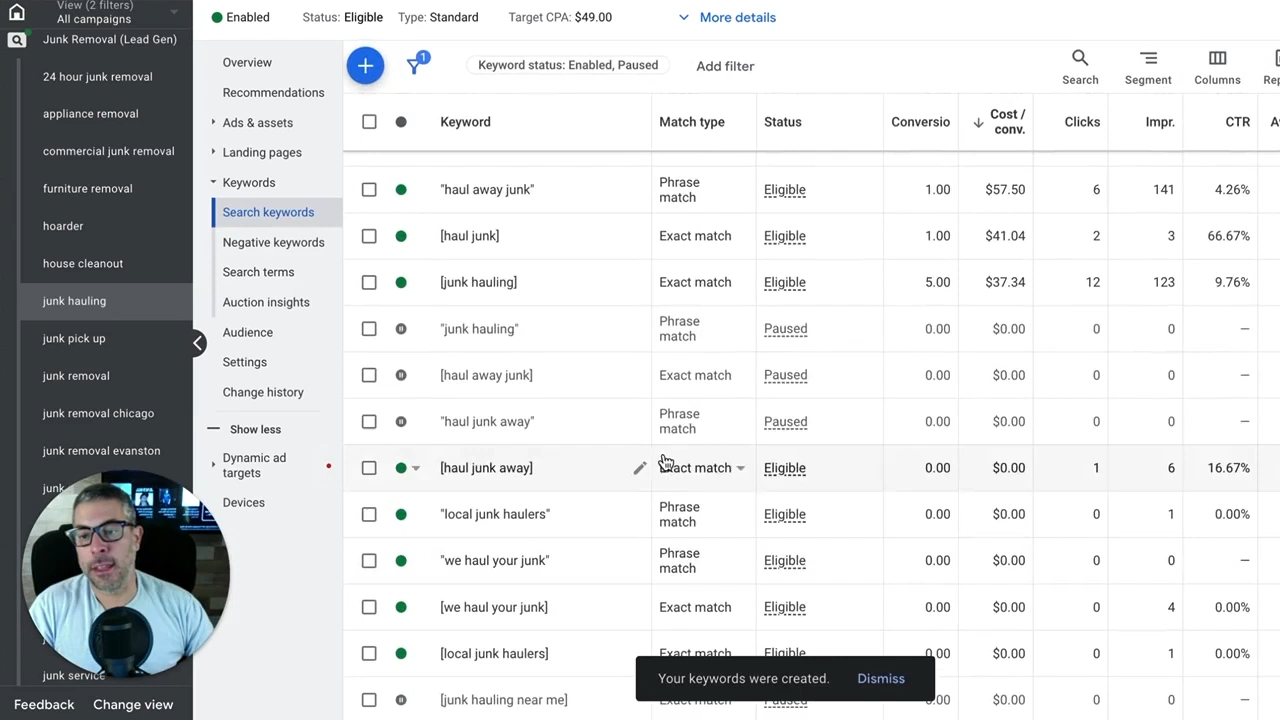 View (2 filters)
All campaigns
Enabled
Status: Eligible
Type: Standard
Target CPA: $49.00
More details
Junk Removal (Lead Gen)
24 hour junk removal
appliance removal
commercial junk removal
furniture removal
hoarder
house cleanout
junk hauling
junk pick up
junk removal
junk removal chicago
junk removal evanston
junk
junk service
Feedback
Change view
Overview
Recommendations
Ads & assets
Landing pages
Keywords
Search keywords
Negative keywords
Search terms
Auction insights
Audience
Settings
Change history
Show less
Dynamic ad
targets
Devices
1
Keyword status: Enabled, Paused
Add filter
Search
Segment
Columns
Keyword
Match type
Status
Conversio
Cost /
conv.
Clicks
Impr.
CTR
"haul away junk"
Phrase
match
Eligible
1.00
$57.50
6
141
4.26%
[haul junk]
Exact match
Eligible
1.00
$41.04
2
3
66.67%
[junk hauling]
Exact match
Eligible
5.00
$37.34
12
123
9.76%
"junk hauling"
Phrase
match
Paused
0.00
$0.00
0
0
—
[haul away junk]
Exact match
Paused
0.00
$0.00
0
0
—
"haul junk away"
Phrase
match
Paused
0.00
$0.00
0
0
—
[haul junk away]
Exact match
Eligible
0.00
$0.00
1
6
16.67%
"local junk haulers"
Phrase
match
Eligible
0.00
$0.00
0
1
0.00%
"we haul your junk"
Phrase
match
Eligible
0.00
$0.00
0
0
—
[we haul your junk]
Exact match
Eligible
0.00
$0.00
0
4
0.00%
[local junk haulers]
Exact match
Eligible
0.00
$0.00
0
1
0.00%
[junk hauling near me]
Paused
0.00
$0.00
0
0
—
Your keywords were created.
Dismiss